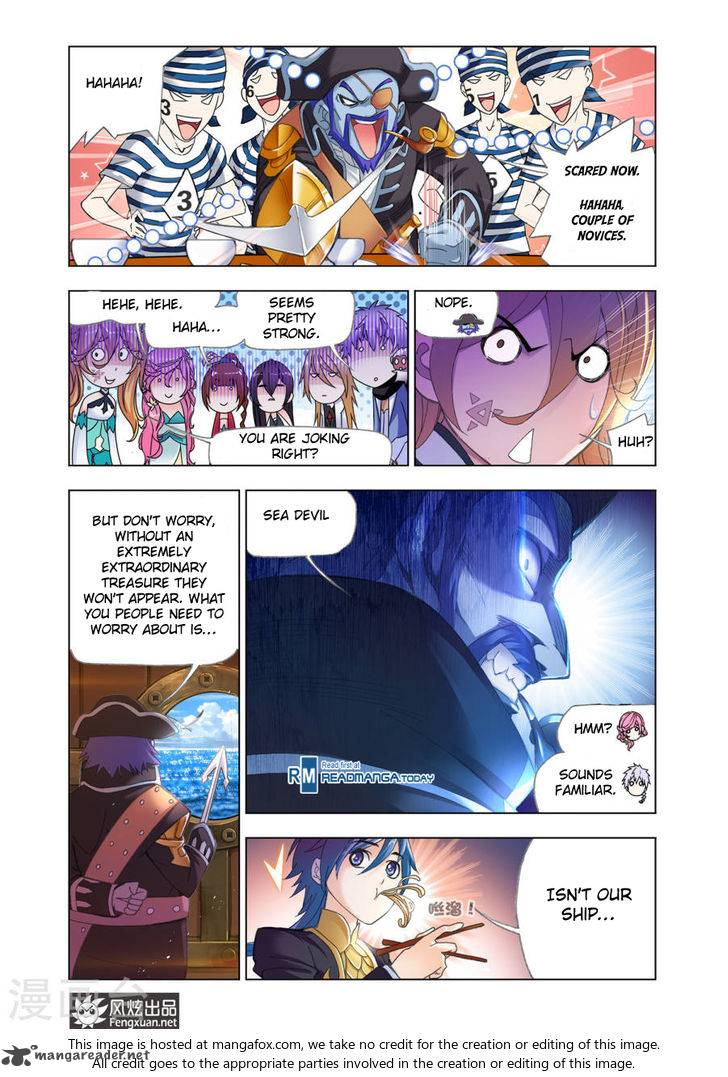 HAHAHA!
3
6
5
1
3
SCARED NOW.
HAHAHA,
COUPLE OF
NOVICES.
HEHE, HEHE.
HAHA...
SEEMS
PRETTY
STRONG.
YOU ARE JOKING
RIGHT?
NOPE.
HUH?
BUT DON'T WORRY,
WITHOUT AN
EXTREMELY
EXTRAORDINARY
TREASURE THEY
WON'T APPEAR. WHAT
YOU PEOPLE NEED TO
WORRY ABOUT IS...
SEA DEVIL
HMM?
SOUNDS
FAMILIAR.
Read first at
RM READMANGA.TODAY
哗溜！
ISN'T OUR
SHIP...
漫画台
风炫出品
Fengxuan.net
This image is hosted at mangafox.com, we take no credit for the creation or editing of this image.
mangareader.net
All credit goes to the appropriate parties involved in the creation or editing of this image.